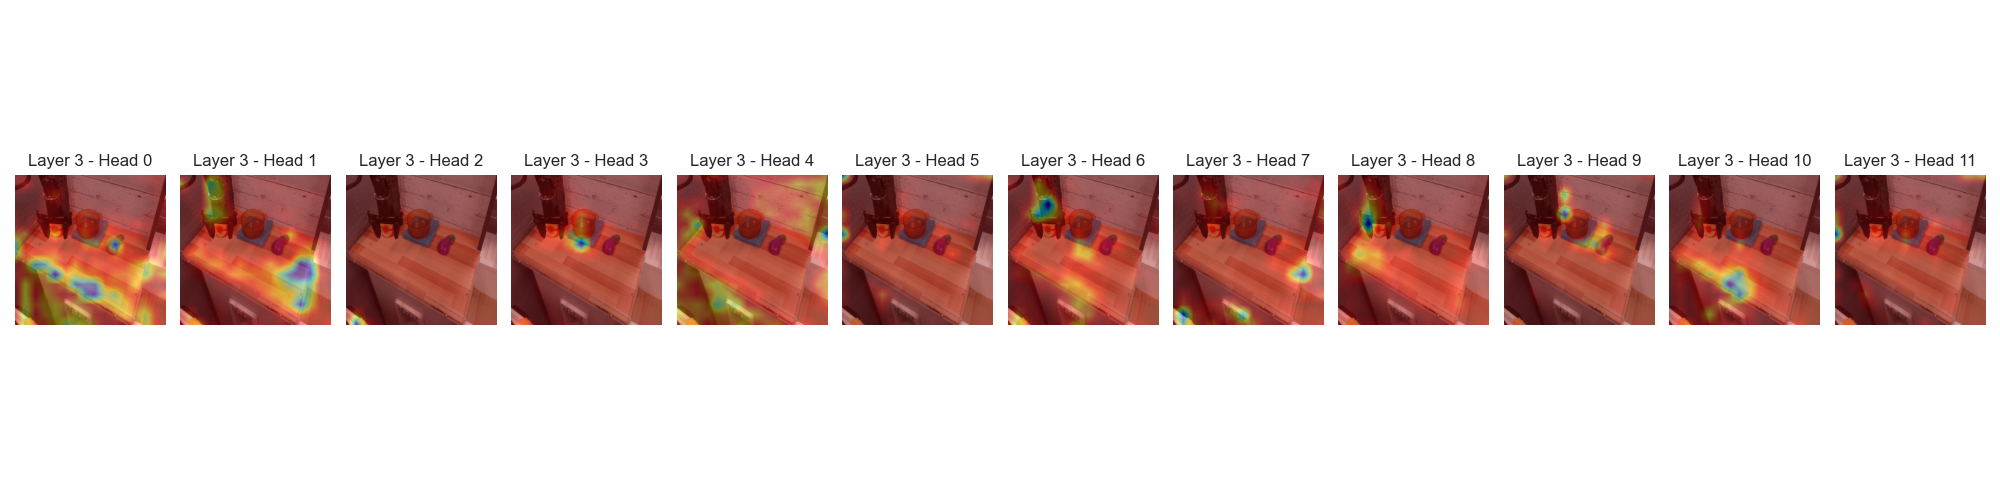 Layer 3 - Head 0
Layer 3 - Head 1
Layer 3 - Head 2
Layer 3 - Head 3
Layer 3 - Head 4
Layer 3 - Head 5
Layer 3 - Head 6
Layer 3 - Head 7
Layer 3 - Head 8
Layer 3 - Head 9
Layer 3 - Head 10
Layer 3 - Head 11